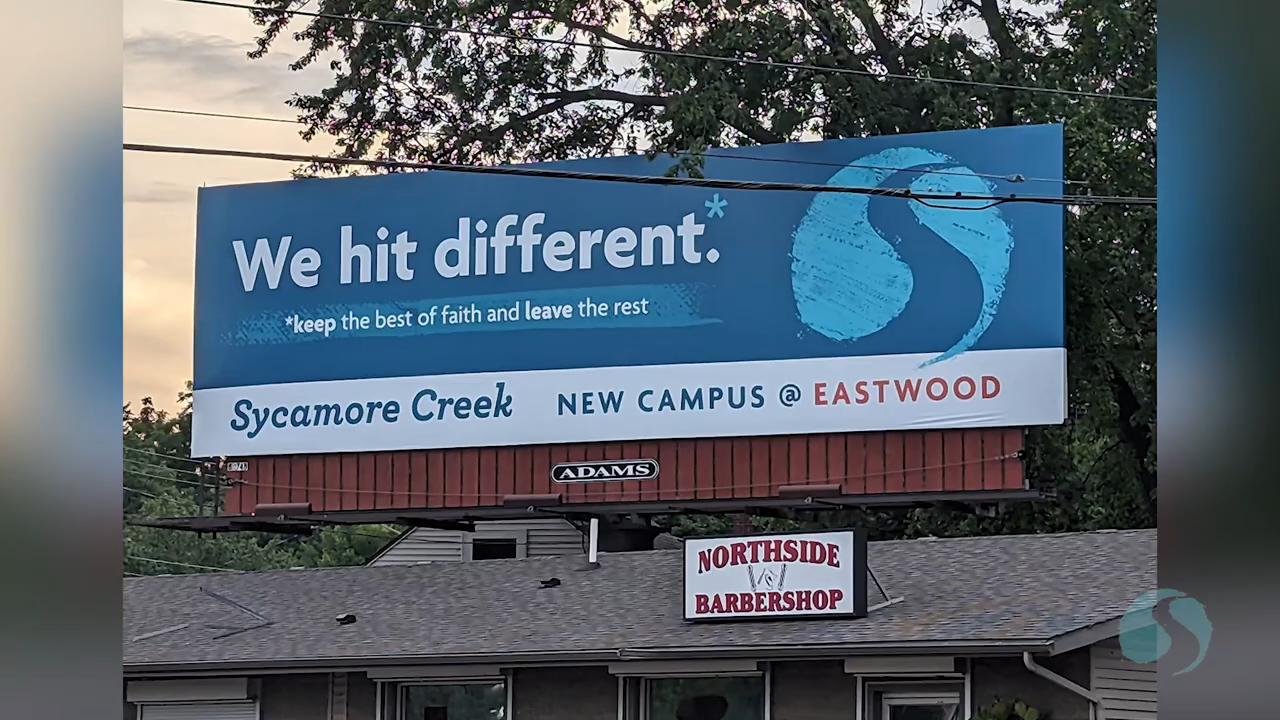 We hit different.*
*keep the best of faith and leave the rest
Sycamore Creek NEW CAMPUS @ EASTWOOD
ADAMS
NORTHSIDE
BARBERSHOP